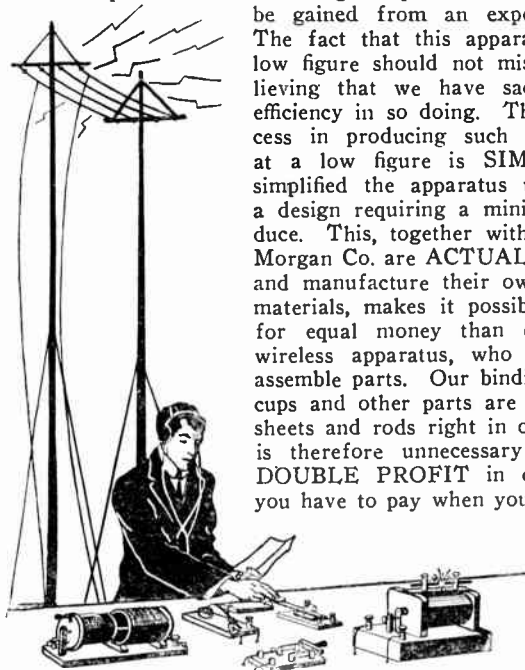 be gained from an expe
The fact that this appara
low figure should not mis
lieving that we have sac
efficiency in so doing. Th
cess in producing such
at a low figure is SIM
simplified the apparatus
a design requiring a mini
duce. This, together with
Morgan Co. are ACTUAL
and manufacture their ow
materials, makes it possib
for equal money than
wireless apparatus, who
assemble parts. Our bind
cups and other parts are
sheets and rods right in
is therefore unnecessary
DOUBLE PROFIT in
you have to pay when you